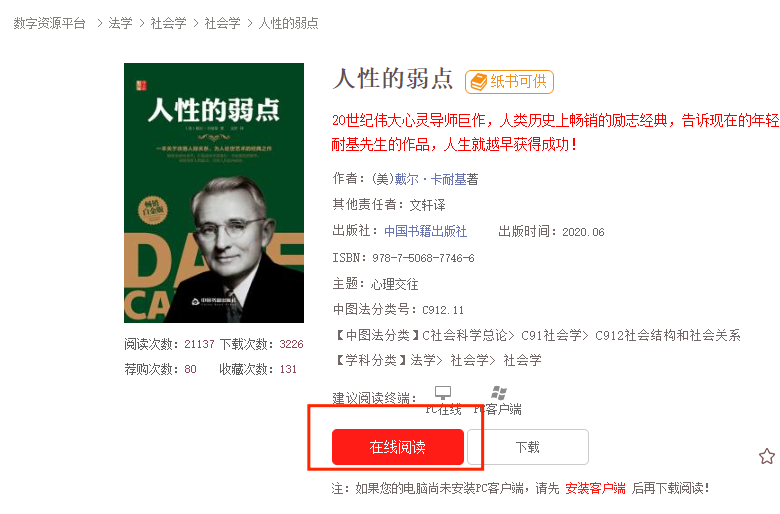 数字资源平台 > 法学 > 社会学 > 社会学 > 人性的弱点
人性的弱点
畅销
白金版
DALE
CA
中国书籍出版社
阅读次数: 21137 下载次数: 3226
荐购次数: 80 收藏次数: 131
人性的弱点 纸书可供
20世纪伟大心灵导师巨作，人类历史上畅销的励志经典，告诉现在的年轻
耐基先生的作品，人生就越早获得成功！
作者: (美)戴尔·卡耐基著
其他责任者: 文轩译
出版社: 中国书籍出版社 出版时间: 2020.06
ISBN: 978-7-5068-7746-6
主题: 心理交往
中图法分类号: C912.11
【中图法分类】C社会科学总论> C91社会学> C912社会结构和社会关系
【学科分类】法学> 社会学> 社会学
建议阅读终端: PC在线 PC客户端
在线阅读 下载
注: 如果您的电脑尚未安装PC客户端, 请先 安装客户端 后再下载阅读!